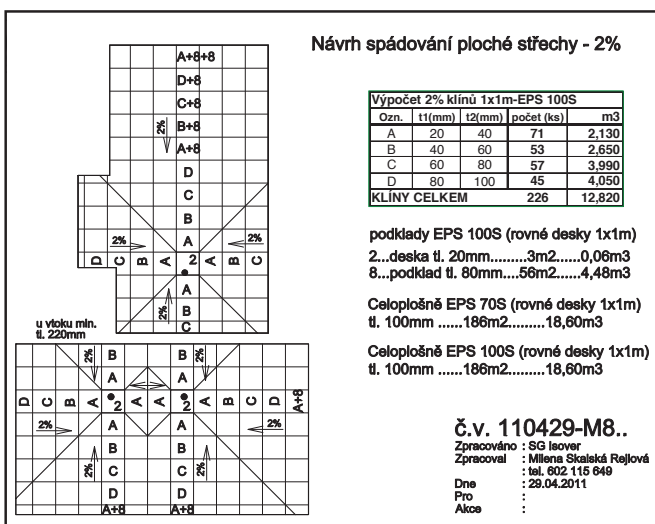 Návrh spádování ploché střechy - 2%
A+8+8
D+8
C+8
2% B+8
A+8
D
C
B
2% A 2%
D C B A 2 A B C
A
2% B
C
u vtoku min.
tl. 220mm
2% B B 2%
A A
D C B A 2 A A 2 A B C D A+8
2% A A 2%
B B
2% C C 2%
D D
A+8 A+8
Výpočet 2% klínů 1x1m-EPS 100S
Ozn. t1(mm) t2(mm) počet (ks) m3
A 20 40 71 2,130
B 40 60 53 2,650
C 60 80 57 3,990
D 80 100 45 4,050
KLÍNY CELKEM 226 12,820
podklady EPS 100S (rovné desky 1x1m)
2...deska tl. 20mm.....3m2.....0,06m3
8...podklad tl. 80mm....56m2.....4,48m3
Celoplošně EPS 70S (rovné desky 1x1m)
tl. 100mm ......186m2.......18,60m3
Celoplošně EPS 100S (rovné desky 1x1m)
tl. 100mm ......186m2.......18,60m3
č.v. 110429-M8..
Zpracováno : SG Isover
Zpracoval : Milena Skalská Rejlová
: tel. 602 115 649
Dne : 29.04.2011
Pro :
Akce :